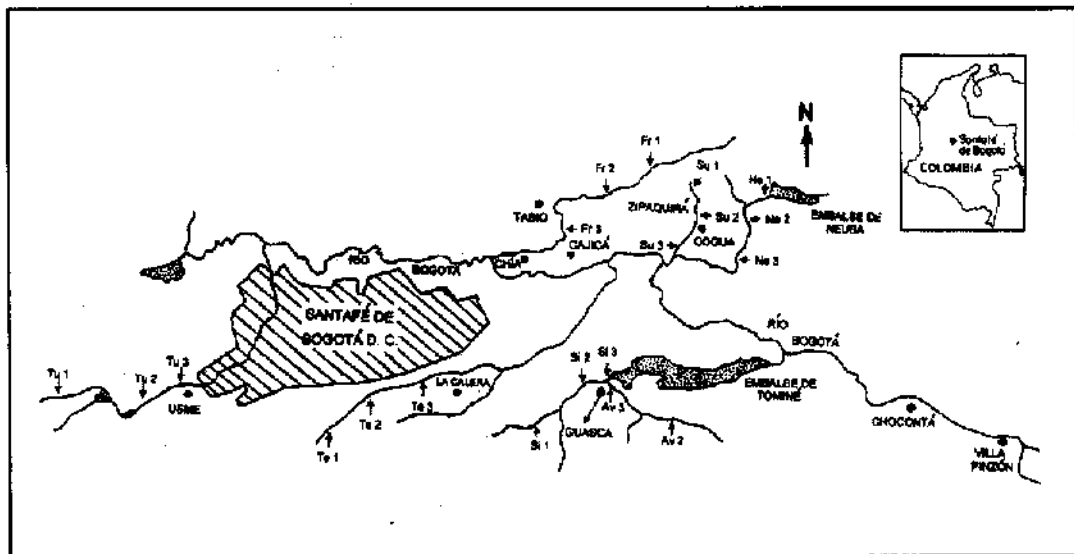 N
Santafé
de Bogotá
COLOMBIA
Fr 1
Fr 2
Su 1
Ne 1
TABIO
ZIPAQUIRÁ
Su 2
Ne 2
EMBALSE DE
NEUSA
Fr 3
CAJICÁ
COGUA
Su 3
Ne 3
RÍO
BOGOTÁ
CHÍA
SANTAFÉ DE
BOGOTÁ D. C.
RÍO
BOGOTÁ
Tu 1
Tu 2
Tu 3
USME
Si 2
Si 3
LA CALERA
EMBALSE DE
TOMINÉ
Te 3
Av 3
Te 2
GUASCA
CHOCONTÁ
Te 1
Si 1
Av 2
VILLA
PINZÓN